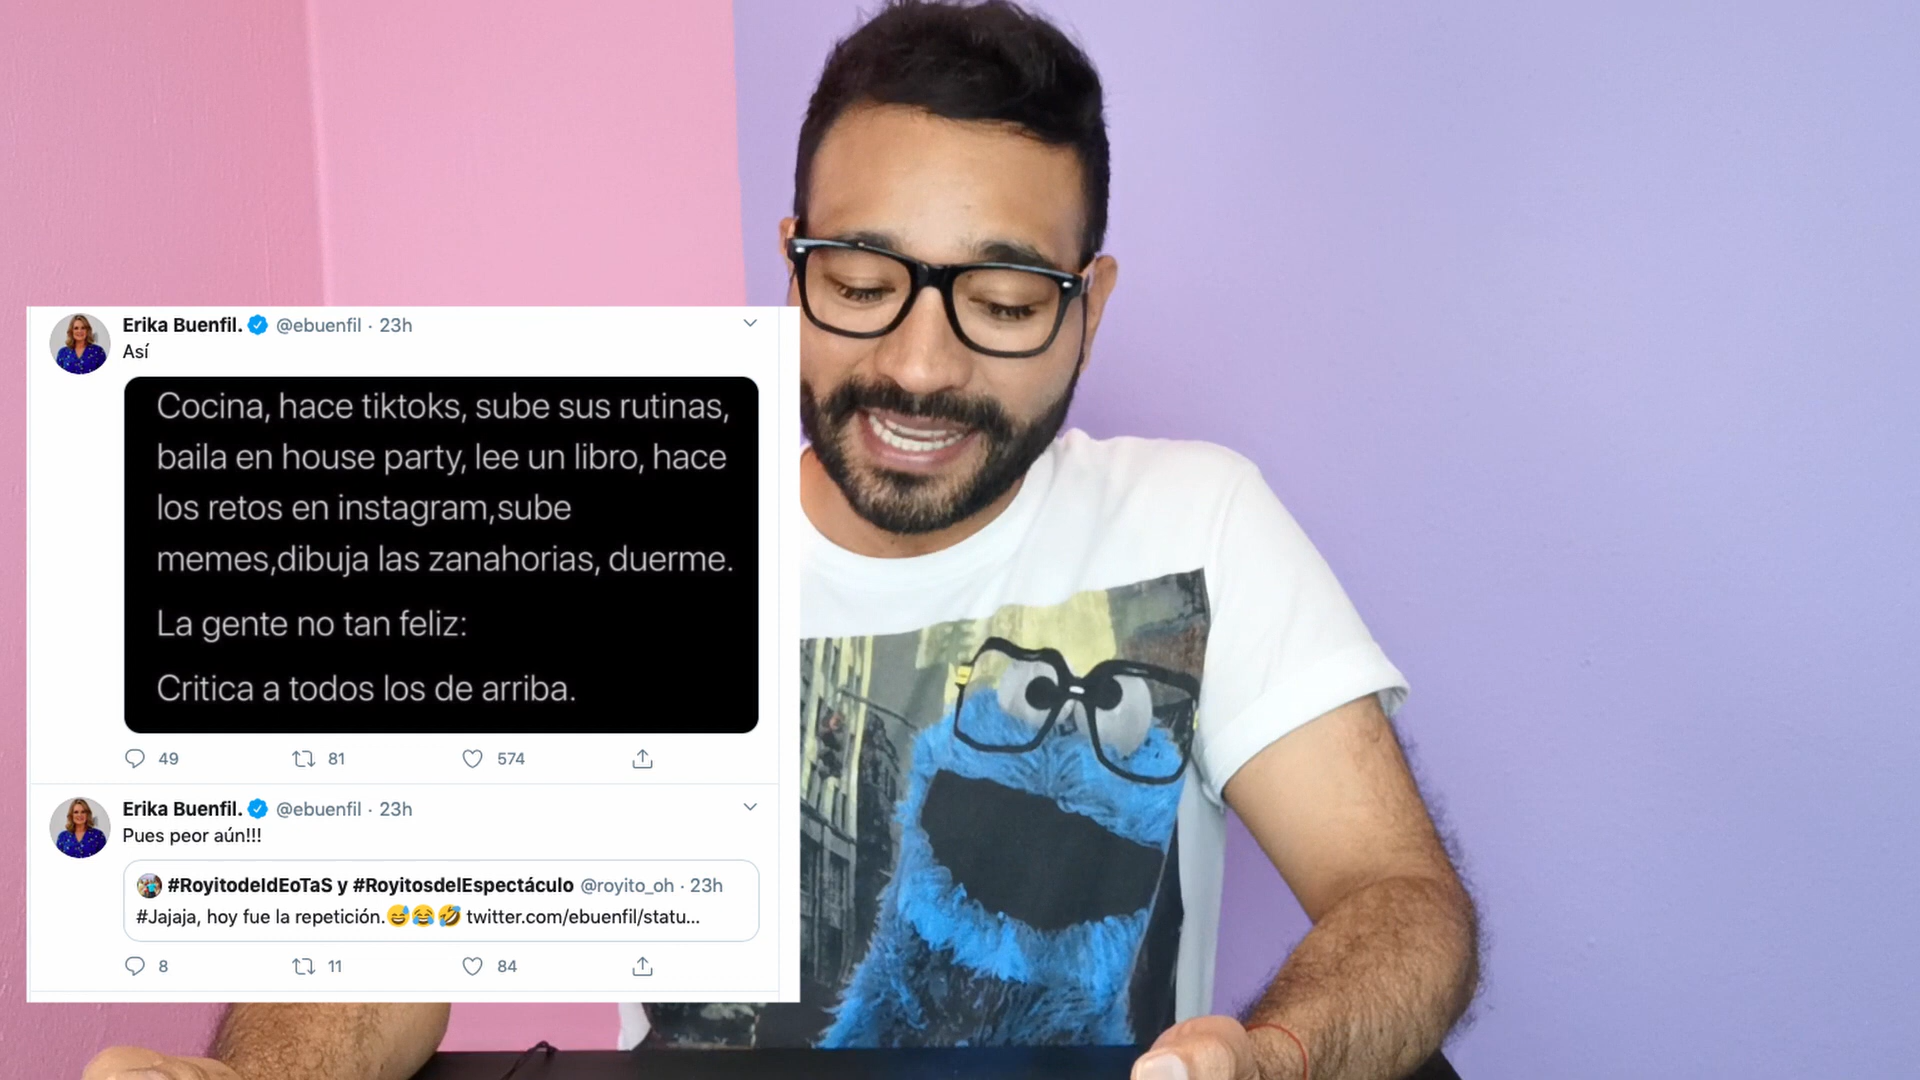 Erika Buenfil. @ebuenfil · 23h
Así
Cocina, hace tiktoks, sube sus rutinas,
baila en house party, lee un libro, hace
los retos en instagram,sube
memes,dibuja las zanahorias, duerme.
La gente no tan feliz:
Critica a todos los de arriba.
49 81 574
Erika Buenfil. @ebuenfil · 23h
Pues peor aún!!!
#RoyitodeIdEoTaS y #RoyitosdelEspectáculo @royito_oh · 23h
#Jajaja, hoy fue la repetición.😅😂🤣 twitter.com/ebuenfil/statu...
8 11 84